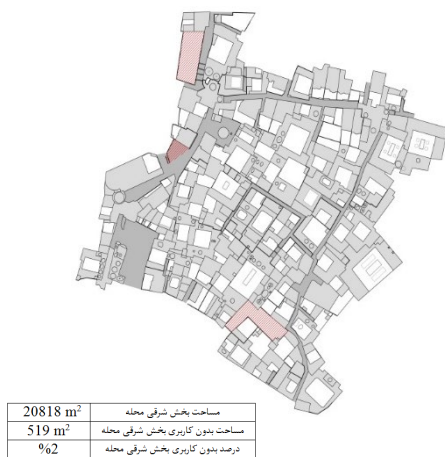 مساحت بخش شرقی محله 20818 m²
مساحت بدون کاربری بخش شرقی محله 519 m²
درصد بدون کاربری بخش شرقی محله %2